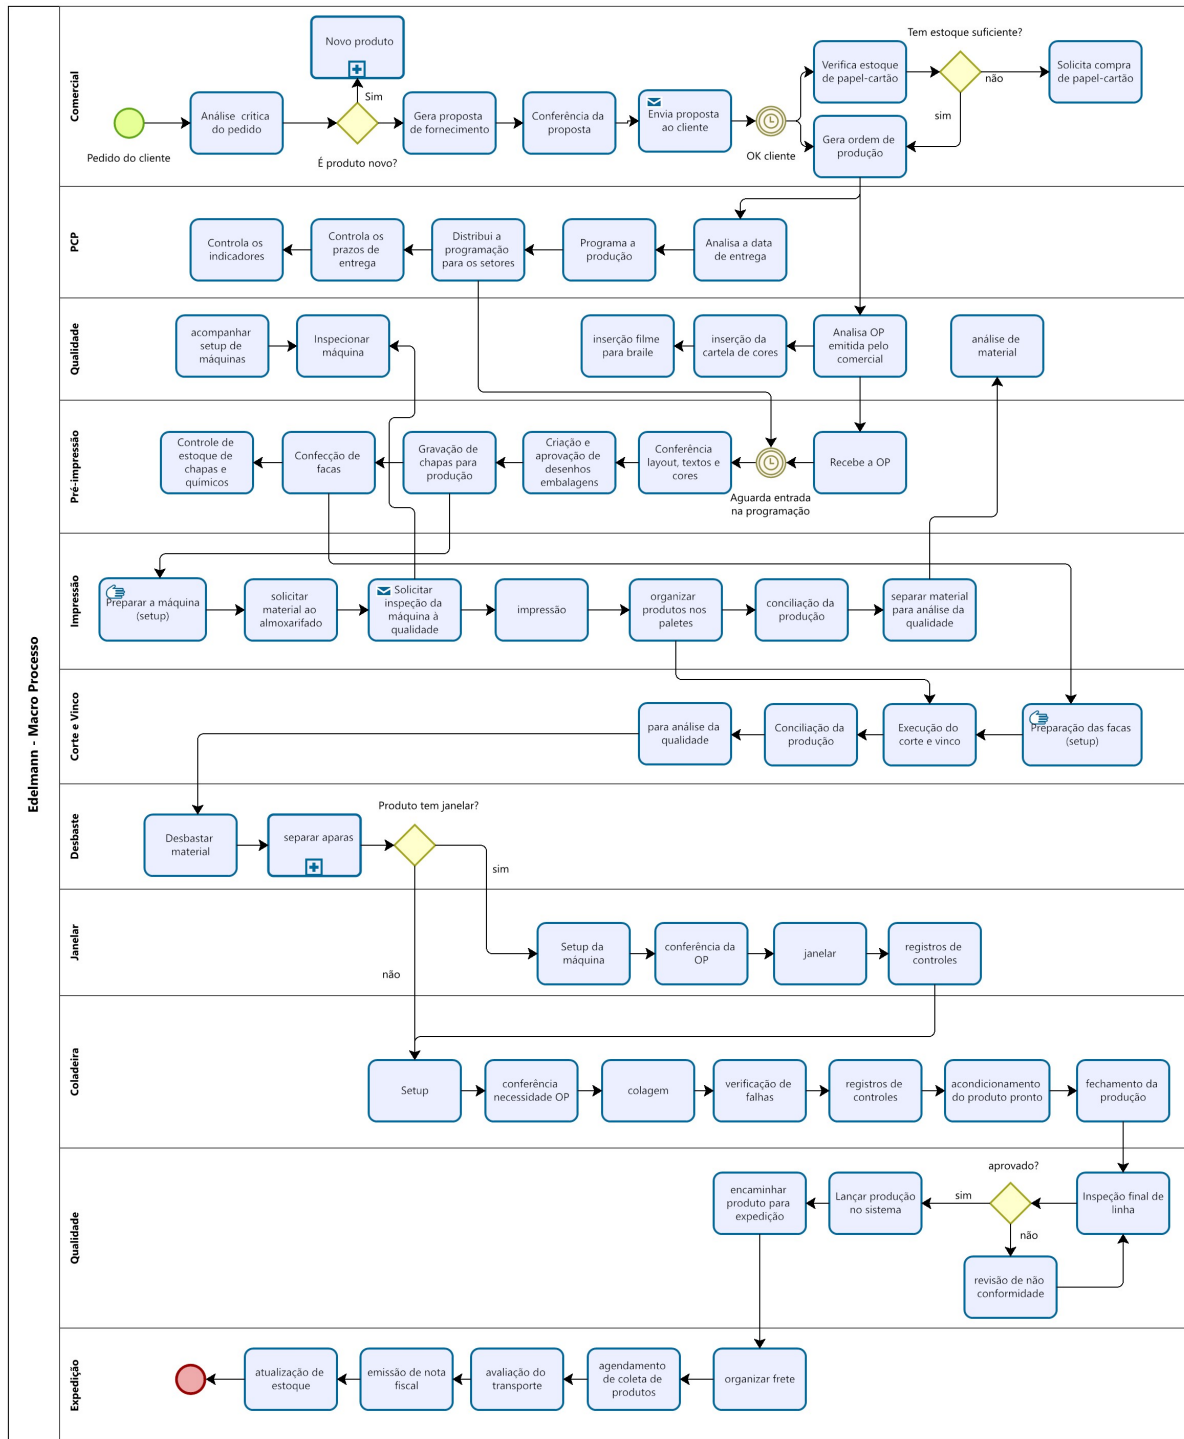 Edelmann - Macro Processo
Comercial
Novo produto
Sim
Pedido do cliente
Análise crítica
do pedido
É produto novo?
Gera proposta
de fornecimento
Conferência da
proposta
Envia proposta
ao cliente
OK cliente
Verifica estoque
de papel-cartão
Tem estoque suficiente?
não
sim
Solicita compra
de papel-cartão
Gera ordem de
produção
PCP
Controla os
indicadores
Controla os
prazos de
entrega
Distribui a
programação
para os setores
Programa a
produção
Analisa a data
de entrega
Qualidade
acompanhar
setup de
máquinas
Inspecionar
máquina
inserção filme
para braile
inserção da
cartela de cores
Analisa OP
emitida pelo
comercial
análise de
material
Pré-impressão
Controle de
estoque de
chapas e
químicos
Confecção de
facas
Gravação de
chapas para
produção
Criação e
aprovação de
desenhos
embalagens
Conferência
layout, textos e
cores
Aguarda entrada
na programação
Recebe a OP
Impressão
Preparar a máquina
(setup)
solicitar
material ao
almoxarifado
Solicitar
inspeção da
máquina à
qualidade
impressão
organizar
produtos nos
paletes
conciliação da
produção
separar material
para análise da
qualidade
Corte e Vinco
para análise da
qualidade
Conciliação da
produção
Execução do
corte e vinco
Preparação das facas
(setup)
Desbaste
Desbastar
material
separar aparas
Produto tem janelar?
sim
não
Janelar
Setup da
máquina
conferência da
OP
janelar
registros de
controles
Coladeira
Setup
conferência
necessidade OP
colagem
verificação de
falhas
registros de
controles
acondicionamento
do produto pronto
fechamento da
produção
Qualidade
encaminhar
produto para
expedição
Lançar produção
no sistema
sim
aprovado?
não
Inspeção final de
linha
revisão de não
conformidade
Expedição
atualização de
estoque
emissão de nota
fiscal
avaliação do
transporte
agendamento
de coleta de
produtos
organizar frete